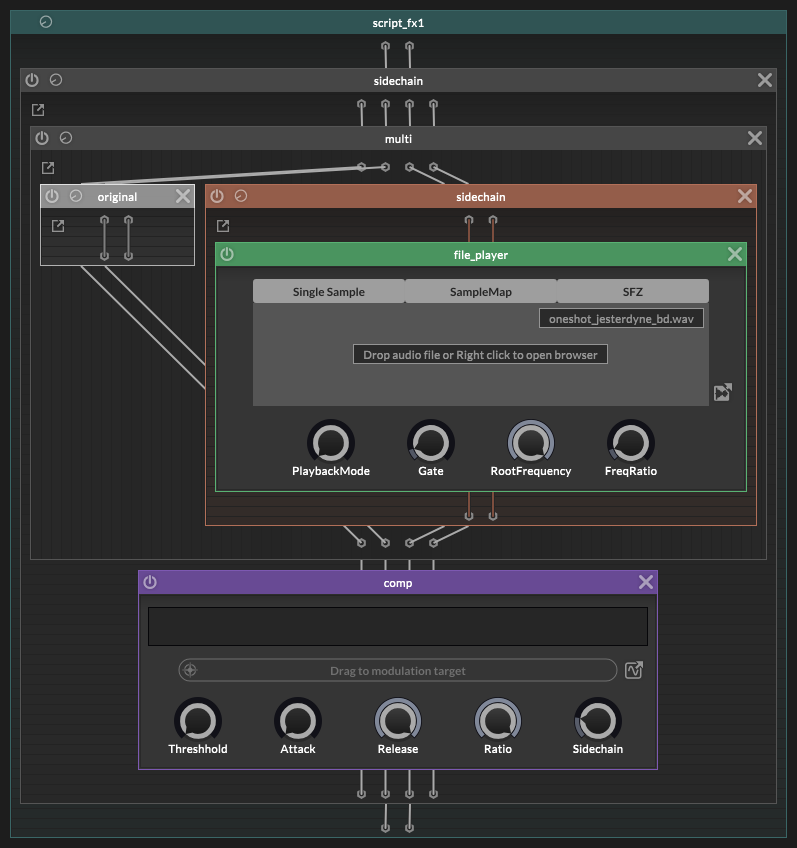 script_fx1
sidechain
multi
original
sidechain
file_player
Single Sample SampleMap SFZ
oneshot_jesterdyne_bd.wav
Drop audio file or Right click to open browser
PlaybackMode Gate RootFrequency FreqRatio
comp
Drag to modulation target
Threshhold Attack Release Ratio Sidechain